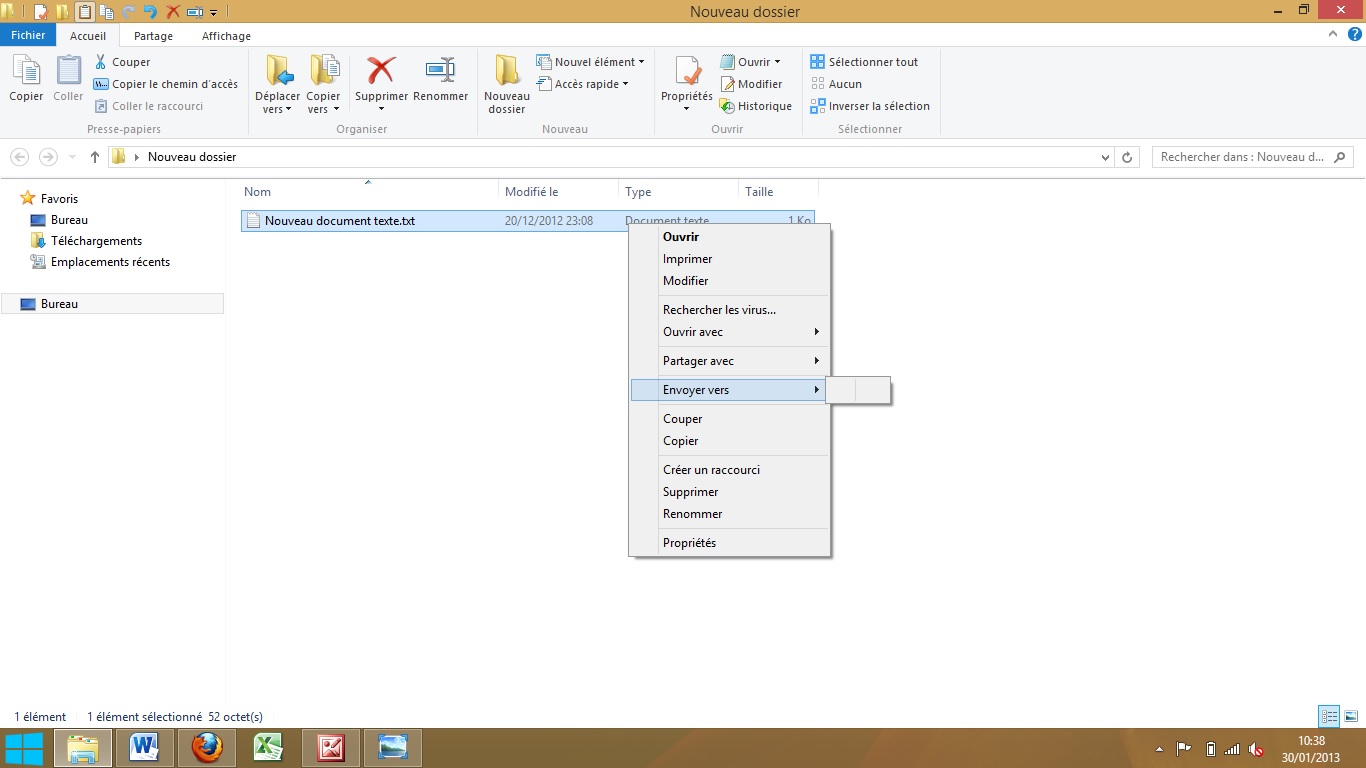 Nouveau dossier
Fichier Accueil Partage Affichage
Copier
Coller
Couper
Copier le chemin d'accès
Coller le raccourci
Presse-papiers
Déplacer vers
Copier vers
Supprimer
Renommer
Organiser
Nouveau dossier
Nouvel élément
Accès rapide
Nouveau
Propriétés
Ouvrir
Modifier
Historique
Ouvrir
Sélectionner tout
Aucun
Inverser la sélection
Sélectionner
Nouveau dossier
Rechercher dans : Nouveau d...
Favoris
Bureau
Téléchargements
Emplacements récents
Bureau
Nom Modifié le Type Taille
Nouveau document texte.txt 20/12/2012 23:08 Document texte 1 Ko
Ouvrir
Imprimer
Modifier
Rechercher les virus...
Ouvrir avec
Partager avec
Envoyer vers
Couper
Copier
Créer un raccourci
Supprimer
Renommer
Propriétés
1 élément 1 élément sélectionné 52 octet(s)
10:38
30/01/2013